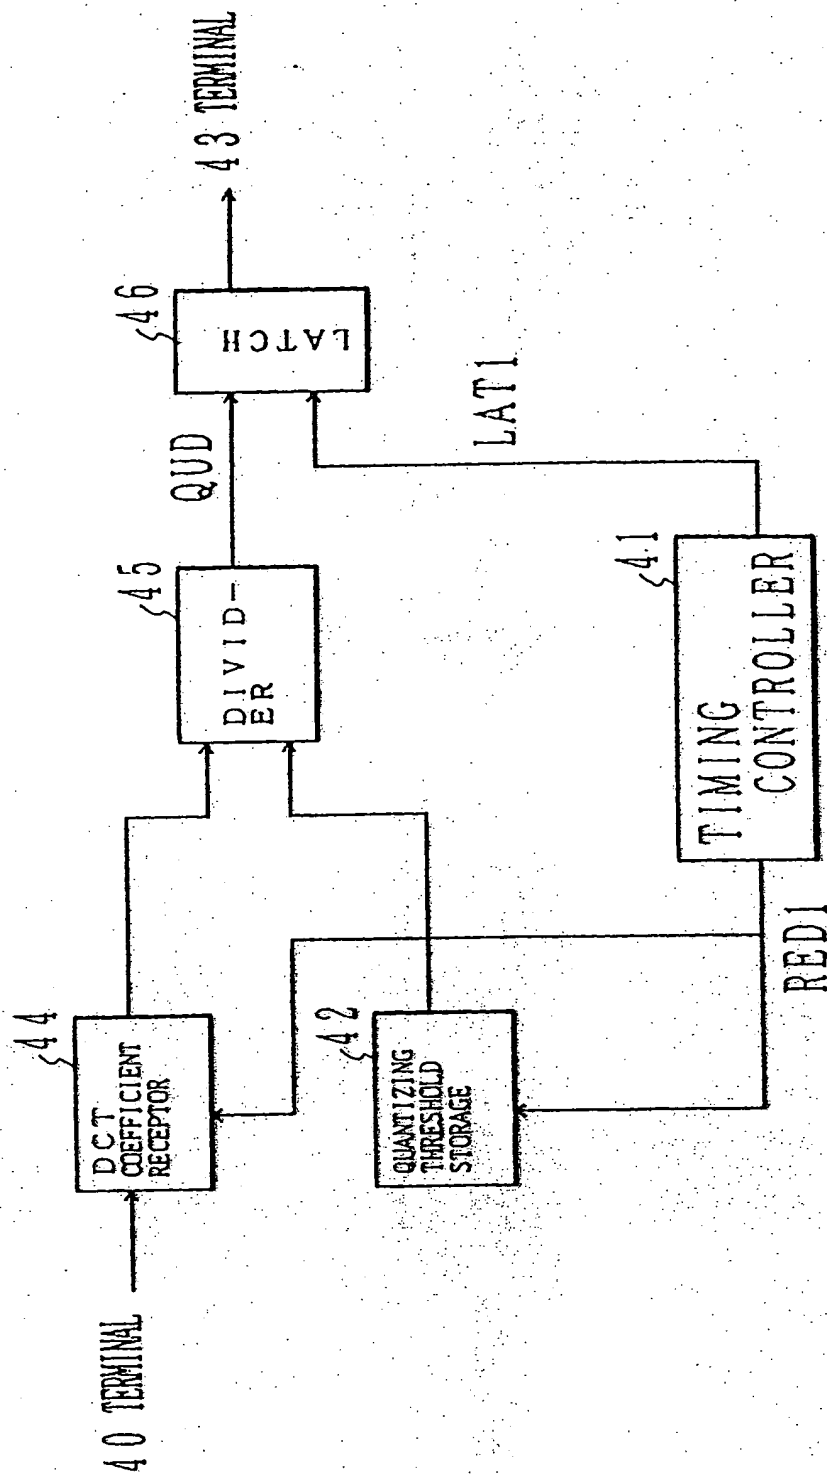 40 TERMINAL
44
DCT
COEFFICIENT
RECEPTOR
42
QUANTIZING
THRESHOLD
STORAGE
45
DIVID-
ER
QUD
46
LATCH
43 TERMINAL
41
TIMING
CONTROLLER
RED1
LAT1